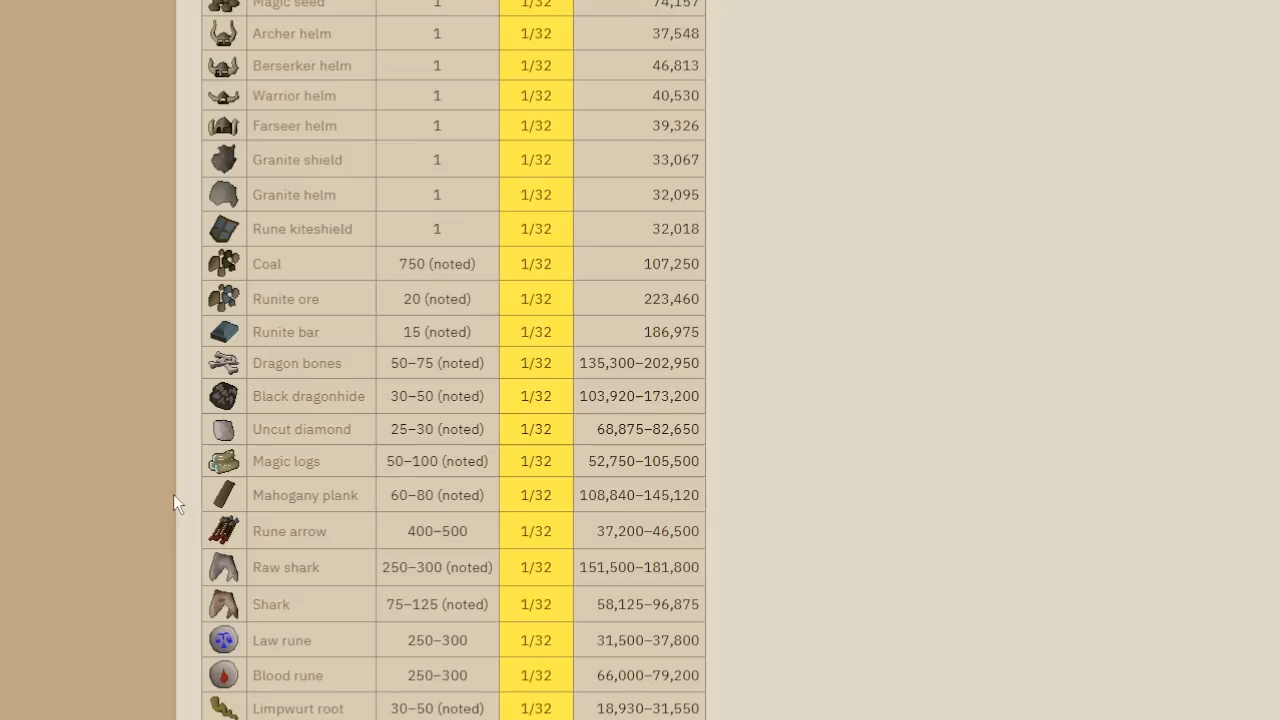 Magic seed 1 1/32 74,157
Archer helm 1 1/32 37,548
Berserker helm 1 1/32 46,813
Warrior helm 1 1/32 40,530
Farseer helm 1 1/32 39,326
Granite shield 1 1/32 33,067
Granite helm 1 1/32 32,095
Rune kiteshield 1 1/32 32,018
Coal 750 (noted) 1/32 107,250
Runite ore 20 (noted) 1/32 223,460
Runite bar 15 (noted) 1/32 186,975
Dragon bones 50–75 (noted) 1/32 135,300–202,950
Black dragonhide 30–50 (noted) 1/32 103,920–173,200
Uncut diamond 25–30 (noted) 1/32 68,875–82,650
Magic logs 50–100 (noted) 1/32 52,750–105,500
Mahogany plank 60–80 (noted) 1/32 108,840–145,120
Rune arrow 400–500 1/32 37,200–46,500
Raw shark 250–300 (noted) 1/32 151,500–181,800
Shark 75–125 (noted) 1/32 58,125–96,875
Law rune 250–300 1/32 31,500–37,800
Blood rune 250–300 1/32 66,000–79,200
Limpwurt root 30–50 (noted) 1/32 18,930–31,550